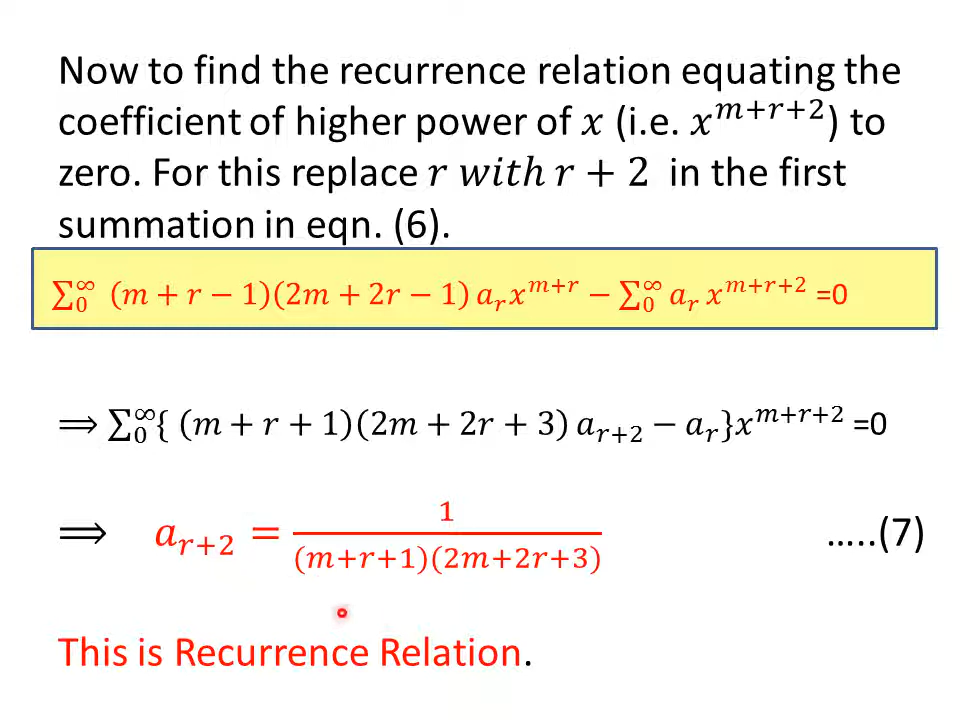 Now to find the recurrence relation equating the
coefficient of higher power of 𝑥 (i.e. 𝑥^{𝑚+𝑟+2}) to
zero. For this replace 𝑟 𝑤𝑖𝑡ℎ 𝑟 + 2 in the first
summation in eqn. (6).
∑_0^∞ (𝑚 + 𝑟 − 1)(2𝑚 + 2𝑟 − 1) 𝑎_𝑟 𝑥^{𝑚+𝑟} − ∑_0^∞ 𝑎_𝑟 𝑥^{𝑚+𝑟+2} =0
⟹ ∑_0^∞{ (𝑚 + 𝑟 + 1)(2𝑚 + 2𝑟 + 3) 𝑎_{𝑟+2} − 𝑎_𝑟}𝑥^{𝑚+𝑟+2} =0
⟹ 𝑎_{𝑟+2} = 1/((𝑚+𝑟+1)(2𝑚+2𝑟+3)) …..(7)
This is Recurrence Relation.